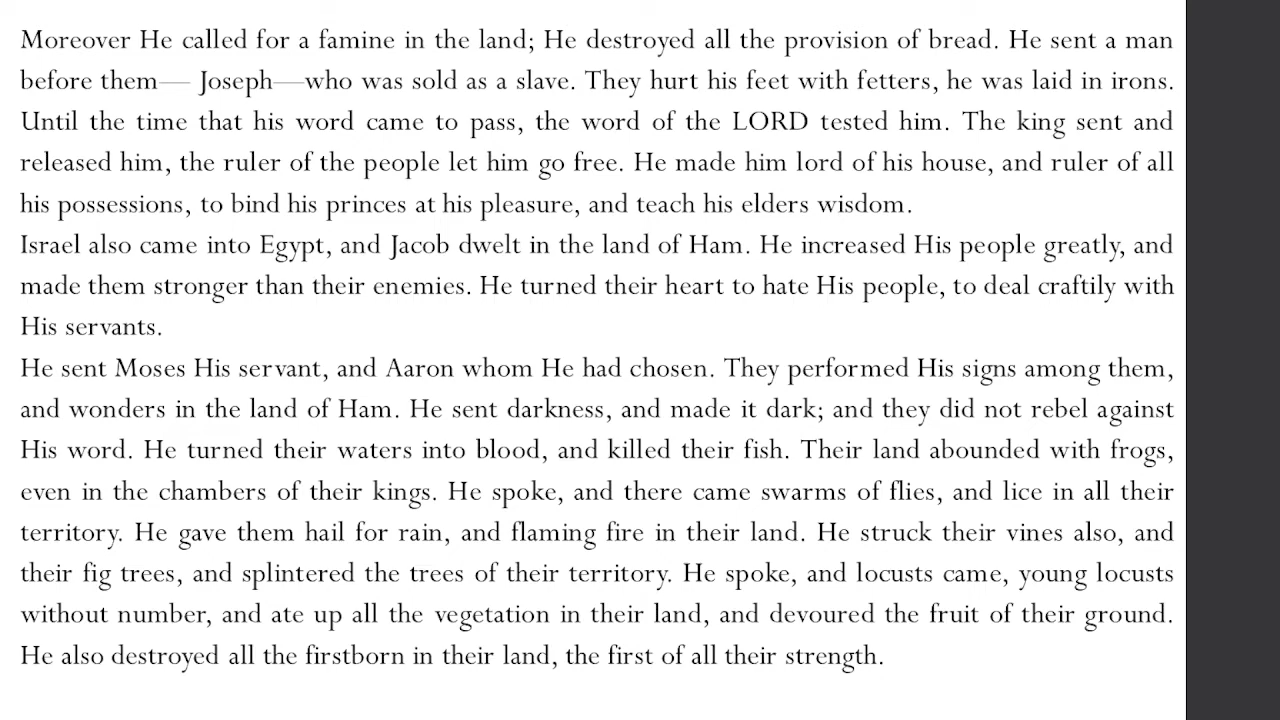 Moreover He called for a famine in the land; He destroyed all the provision of bread. He sent a man
before them— Joseph—who was sold as a slave. They hurt his feet with fetters, he was laid in irons.
Until the time that his word came to pass, the word of the LORD tested him. The king sent and
released him, the ruler of the people let him go free. He made him lord of his house, and ruler of all
his possessions, to bind his princes at his pleasure, and teach his elders wisdom.
Israel also came into Egypt, and Jacob dwelt in the land of Ham. He increased His people greatly, and
made them stronger than their enemies. He turned their heart to hate His people, to deal craftily with
His servants.
He sent Moses His servant, and Aaron whom He had chosen. They performed His signs among them,
and wonders in the land of Ham. He sent darkness, and made it dark; and they did not rebel against
His word. He turned their waters into blood, and killed their fish. Their land abounded with frogs,
even in the chambers of their kings. He spoke, and there came swarms of flies, and lice in all their
territory. He gave them hail for rain, and flaming fire in their land. He struck their vines also, and
their fig trees, and splintered the trees of their territory. He spoke, and locusts came, young locusts
without number, and ate up all the vegetation in their land, and devoured the fruit of their ground.
He also destroyed all the firstborn in their land, the first of all their strength.